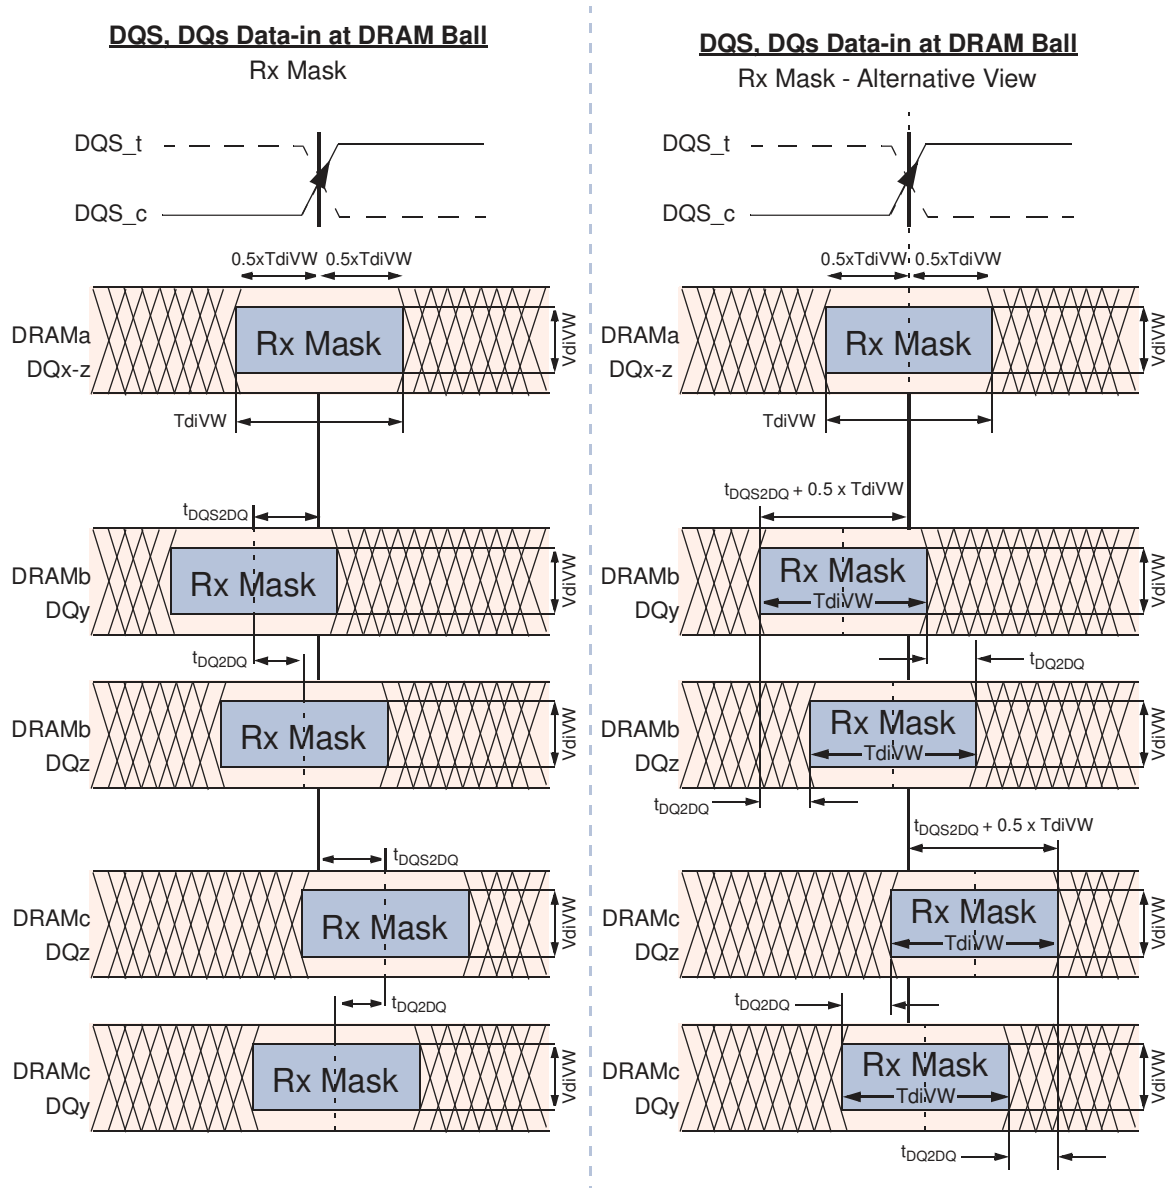 DQS, DQs Data-in at DRAM Ball
Rx Mask
DQS_t
DQS_c
0.5xTdiVW 0.5xTdiVW
DRAMa
DQx-z
Rx Mask
VdiVW
TdiVW
tDQS2DQ
DRAMb
DQy
Rx Mask
VdiVW
tDQ2DQ
DRAMb
DQz
Rx Mask
VdiVW
tDQS2DQ
DRAMc
DQz
Rx Mask
VdiVW
tDQ2DQ
DRAMc
DQy
Rx Mask
VdiVW
DQS, DQs Data-in at DRAM Ball
Rx Mask - Alternative View
DQS_t
DQS_c
0.5xTdiVW 0.5xTdiVW
DRAMa
DQx-z
Rx Mask
VdiVW
TdiVW
tDQS2DQ + 0.5 x TdiVW
DRAMb
DQy
Rx Mask
TdiVW
VdiVW
tDQ2DQ
DRAMb
DQz
Rx Mask
TdiVW
VdiVW
tDQ2DQ
tDQS2DQ + 0.5 x TdiVW
DRAMc
DQz
Rx Mask
TdiVW
VdiVW
tDQ2DQ
DRAMc
DQy
Rx Mask
TdiVW
VdiVW
tDQ2DQ